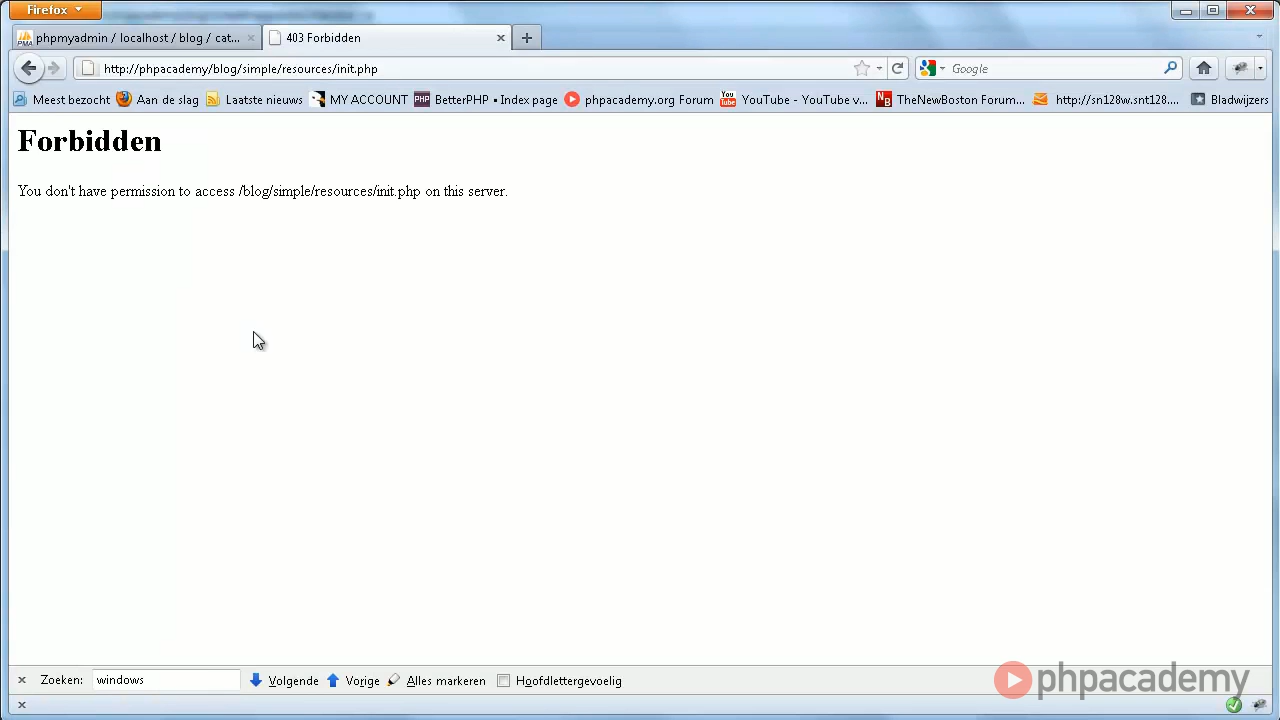 Firefox
phpmyadmin / localhost / blog / cat...
403 Forbidden
http://phpacademy/blog/simple/resources/init.php
Google
Meest bezocht
Aan de slag
Laatste nieuws
MY ACCOUNT
PHP BetterPHP • Index page
phpacademy.org Forum
YouTube - YouTube v...
TheNewBoston Forum...
http://sn128w.snt128....
Bladwijzers
Forbidden
You don't have permission to access /blog/simple/resources/init.php on this server.
Zoeken: windows
Volgende
Vorige
Alles markeren
Hoofdlettergevoelig
phpacademy